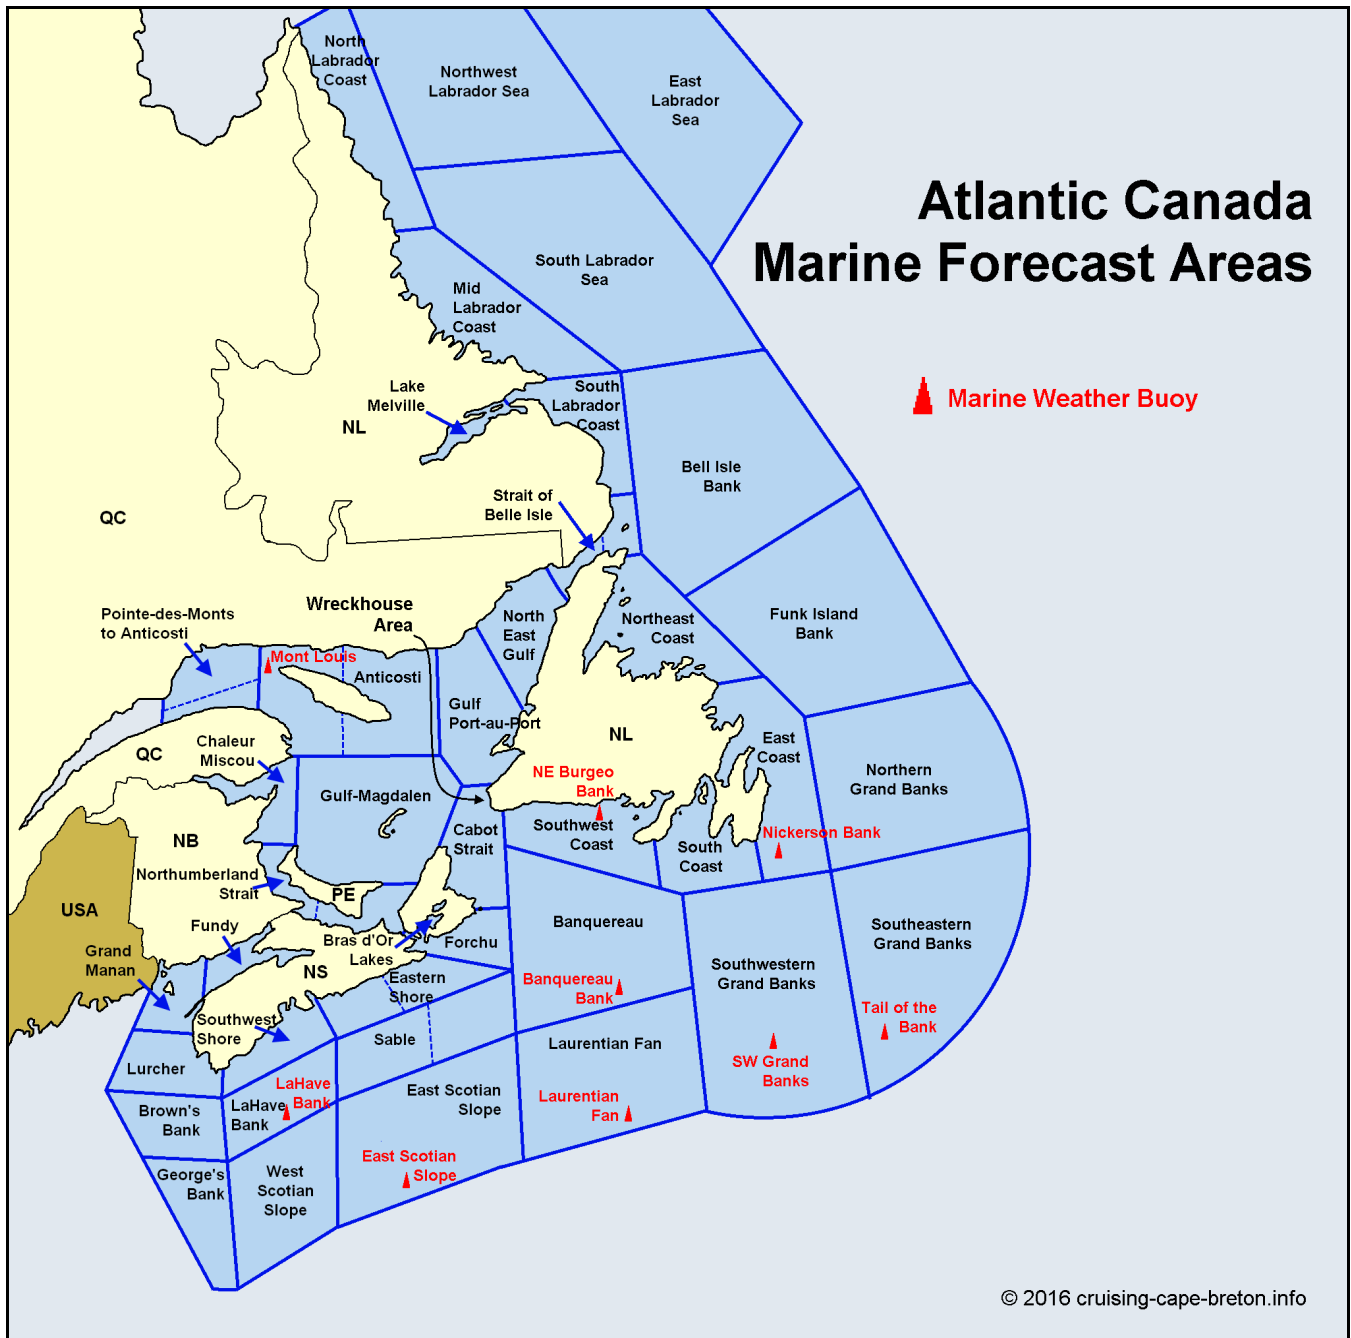 North
Labrador
Coast
Northwest
Labrador Sea
East
Labrador
Sea
Atlantic Canada
Marine Forecast Areas
South Labrador
Sea
Mid
Labrador
Coast
Marine Weather Buoy
Lake
Melville
South
Labrador
Coast
NL
Bell Isle
Bank
Strait of
Belle Isle
QC
Pointe-des-Monts
to Anticosti
Wreckhouse
Area
North
East
Gulf
Northeast
Coast
Funk Island
Bank
Mont Louis
Anticosti
Gulf
Port-au-Port
NL
East
Coast
QC
Chaleur
Miscou
NE Burgeo
Bank
Northern
Grand Banks
Gulf-Magdalen
Cabot
Strait
Southwest
Coast
South
Coast
Nickerson Bank
NB
Northumberland
Strait
PE
USA
Fundy
Grand
Manan
Bras d'Or
Lakes
Forchu
Banquereau
Southeastern
Grand Banks
NS
Eastern
Shore
Banquereau
Bank
Southwestern
Grand Banks
Tail of the
Bank
Southwest
Shore
Sable
Laurentian Fan
SW Grand
Banks
Lurcher
LaHave
Bank
LaHave
Bank
East Scotian
Slope
Laurentian
Fan
Brown's
Bank
East Scotian
Slope
George's
Bank
West
Scotian
Slope
© 2016 cruising-cape-breton.info